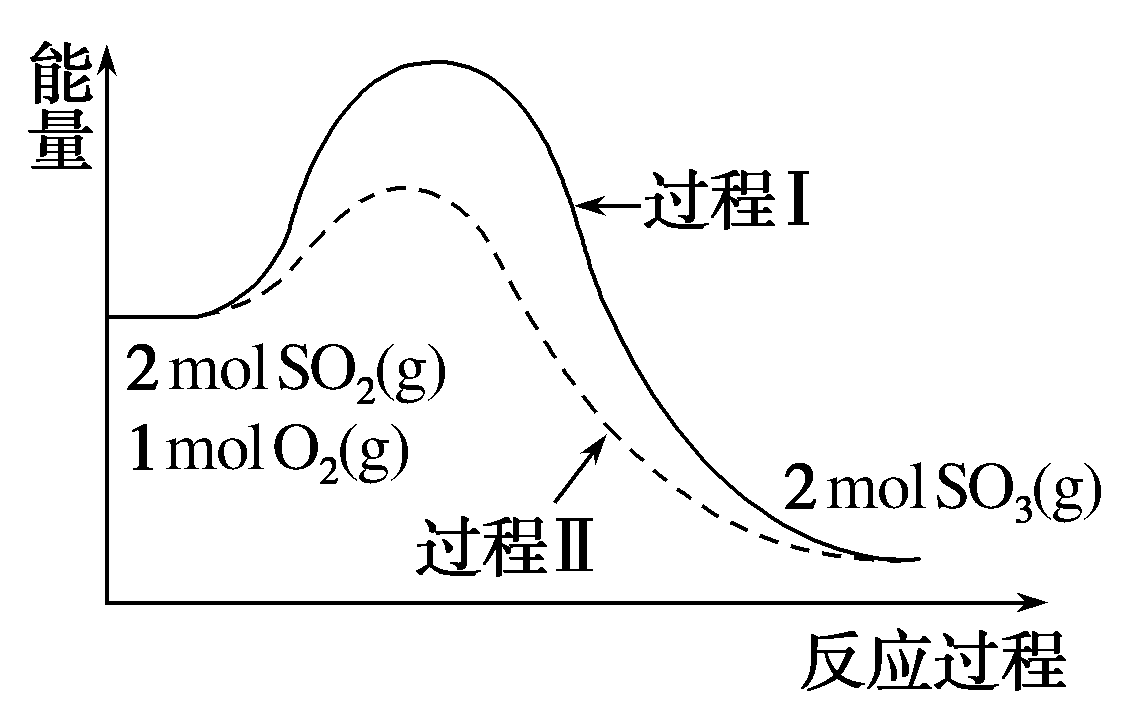 能量
过程Ⅰ
2 mol SO₂(g)
1 mol O₂(g)
2 mol SO₃(g)
过程Ⅱ
反应过程